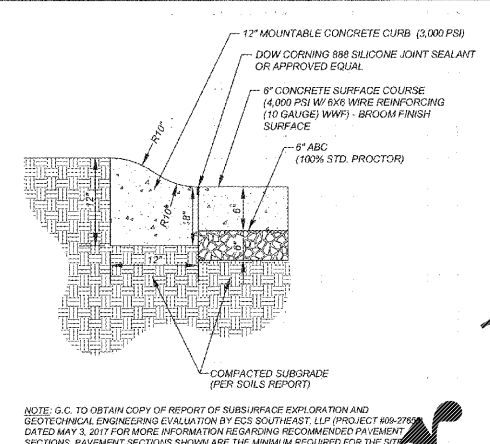 12" MOUNTABLE CONCRETE CURB (3,000 PSI)
DOW CORNING 888 SILICONE JOINT SEALANT
OR APPROVED EQUAL
6" CONCRETE SURFACE COURSE
(4,000 PSI W/ 6X6 WIRE REINFORCING
(10 GAUGE) WWF) - BROOM FINISH
SURFACE
6" ABC
(100% STD. PROCTOR)
R10"
12"
R10"
8"
6"
6"
12"
COMPACTED SUBGRADE
(PER SOILS REPORT)
NOTE: G.C. TO OBTAIN COPY OF REPORT OF SUBSURFACE EXPLORATION AND
GEOTECHNICAL ENGINEERING EVALUATION BY ECS SOUTHEAST, LLP (PROJECT
DATED MAY 3, 2017 FOR MORE INFORMATION REGARDING RECOMMENDED PAVEMENT
SECTIONS. PAVEMENT SECTIONS SHOWN ARE THE MINIMUM REQUIRED FOR THE SITE